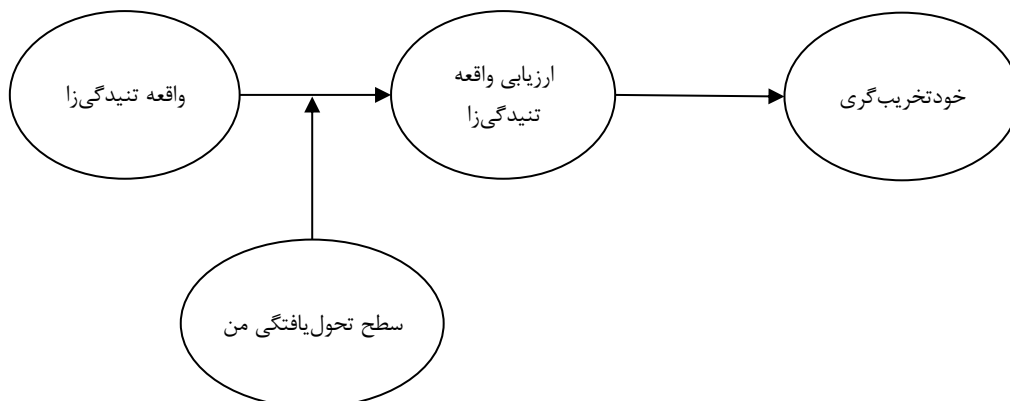 واقعه تنیدگی‌زا
ارزیابی واقعه
تنیدگی‌زا
خودتخریب‌گری
سطح تحول‌یافتگی من